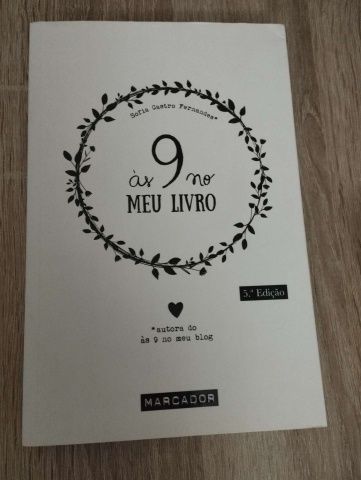 Sofia Castro Fernandes*
às 9 no
MEU LIVRO
5.ª Edição
*autora do
às 9 no meu blog
MARCADOR